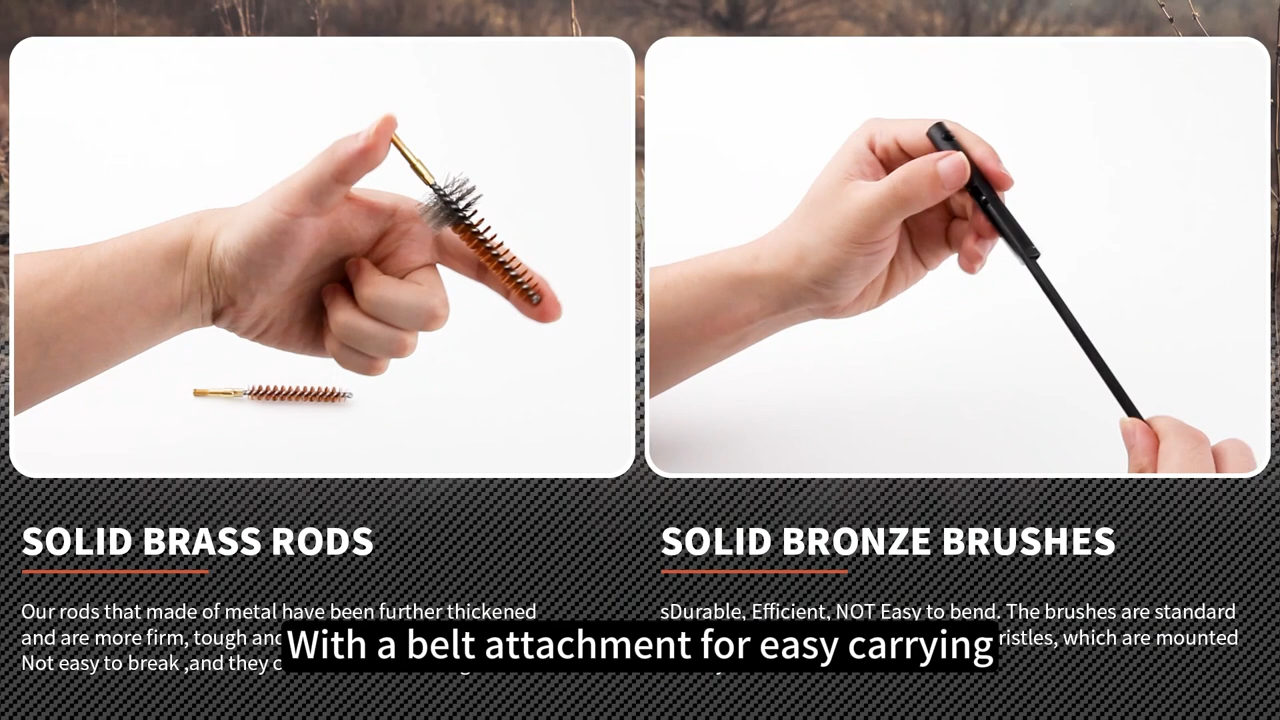 SOLID BRASS RODS
Our rods that made of metal have been further thickened
and are more firm, tough and
Not easy to break ,and they
SOLID BRONZE BRUSHES
sDurable, Efficient, NOT Easy to bend. The brushes are standard
which are mounted
With a belt attachment for easy carrying